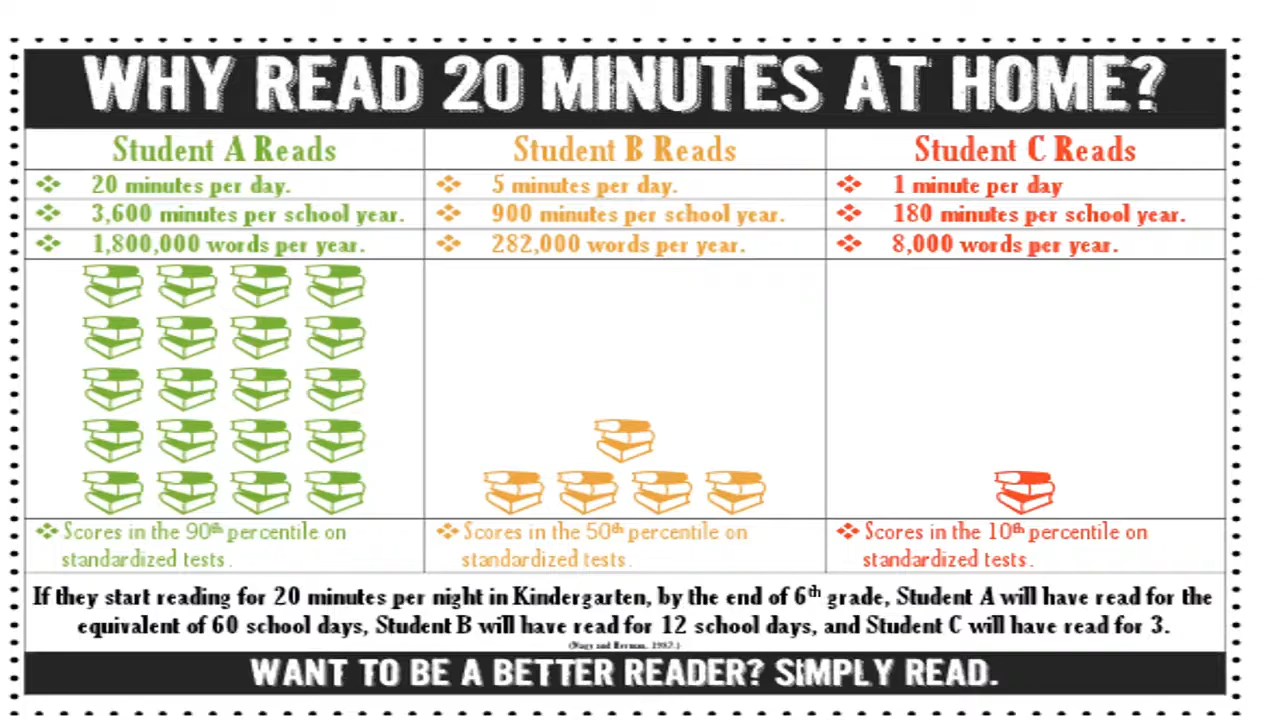 WHY READ 20 MINUTES AT HOME?
Student A Reads
Student B Reads
Student C Reads
20 minutes per day.
5 minutes per day.
1 minute per day
3,600 minutes per school year.
900 minutes per school year.
180 minutes per school year.
1,800,000 words per year.
282,000 words per year.
8,000 words per year.
Scores in the 90th percentile on
standardized tests.
Scores in the 50th percentile on
standardized tests.
Scores in the 10th percentile on
standardized tests.
If they start reading for 20 minutes per night in Kindergarten, by the end of 6th grade, Student A will have read for the
equivalent of 60 school days, Student B will have read for 12 school days, and Student C will have read for 3.
(Nagy and Herman, 1987.)
WANT TO BE A BETTER READER? SIMPLY READ.